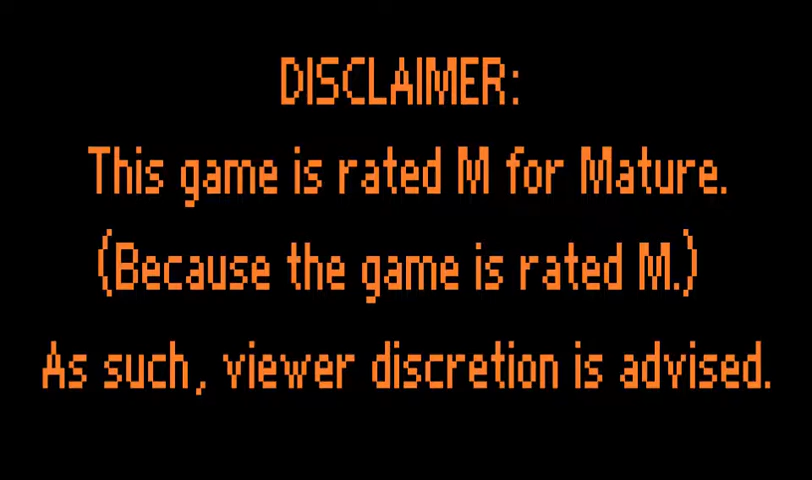 DISCLAIMER:
This game is rated M for Mature.
(Because the game is rated M.)
As such, viewer discretion is advised.